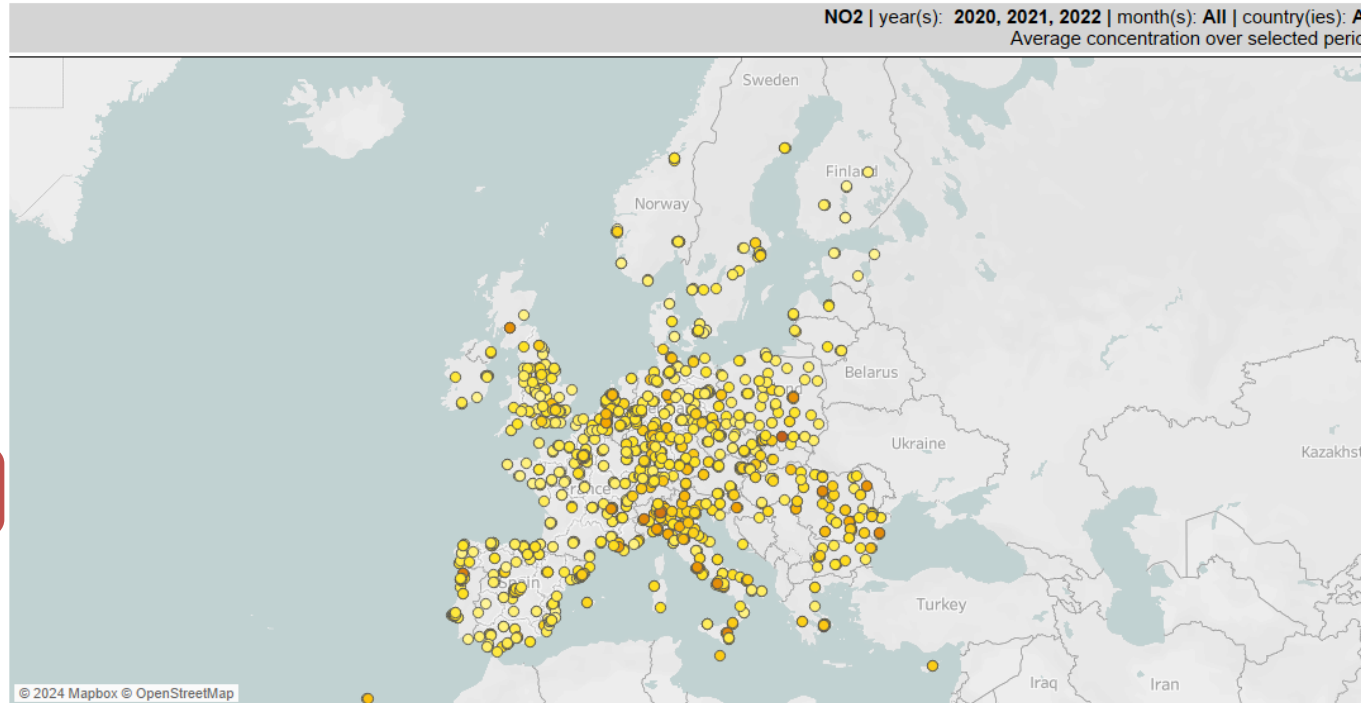 NO2 | year(s): 2020, 2021, 2022 | month(s): All | country(ies): A
Average concentration over selected perio
Sweden
Finland
Norway
Belarus
Ukraine
Kazakhst
Spain
Turkey
Iraq
Iran
© 2024 Mapbox © OpenStreetMap